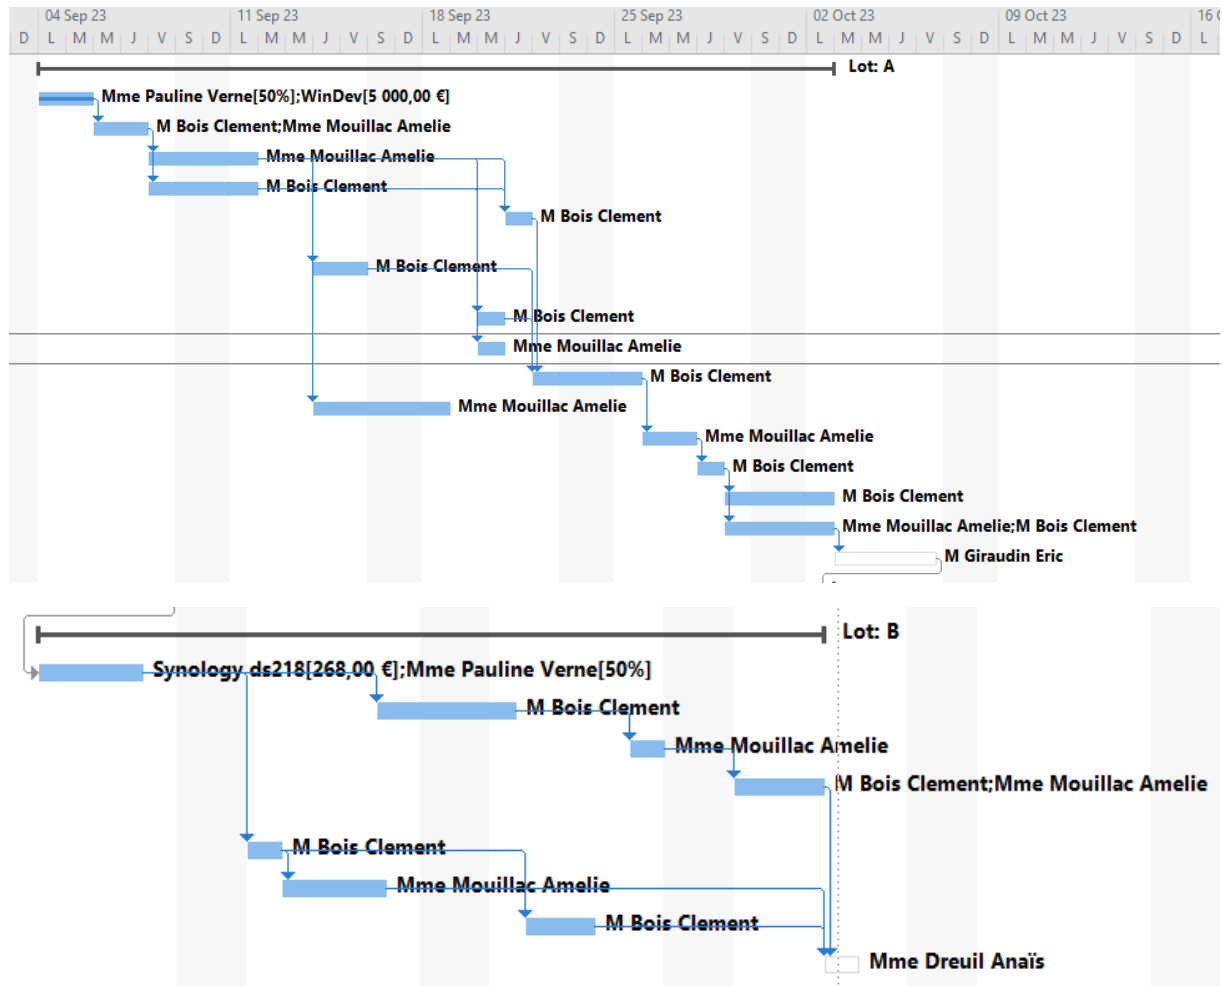 04 Sep 23 11 Sep 23 18 Sep 23 25 Sep 23 02 Oct 23 09 Oct 23 16
D L M M J V S D L M M J V S D L M M J V S D L M M J V S D L M M J V S D L M M J V S D L
Lot: A
Mme Pauline Verne[50%];WinDev[5 000,00 €]
M Bois Clement;Mme Mouillac Amelie
Mme Mouillac Amelie
M Bois Clement
M Bois Clement
M Bois Clement
M Bois Clement
Mme Mouillac Amelie
M Bois Clement
Mme Mouillac Amelie
Mme Mouillac Amelie
M Bois Clement
M Bois Clement
Mme Mouillac Amelie;M Bois Clement
M Giraudin Eric
Lot: B
Synology ds218[268,00 €];Mme Pauline Verne[50%]
M Bois Clement
Mme Mouillac Amelie
M Bois Clement;Mme Mouillac Amelie
M Bois Clement
Mme Mouillac Amelie
M Bois Clement
Mme Dreuil Anaïs